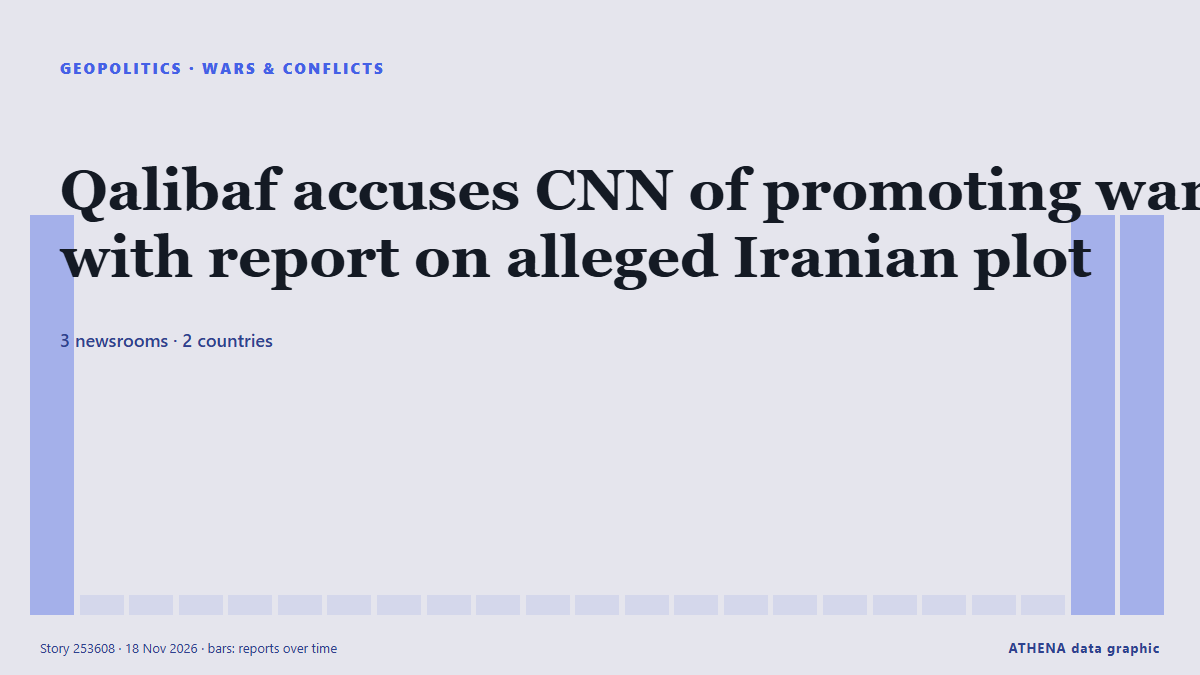 GEOPOLITICS · WARS & CONFLICTS
Qalibaf accuses CNN of promoting war
with report on alleged Iranian plot
3 newsrooms · 2 countries
Story 253608 · 18 Nov 2026 · bars: reports over time
ATHENA data graphic